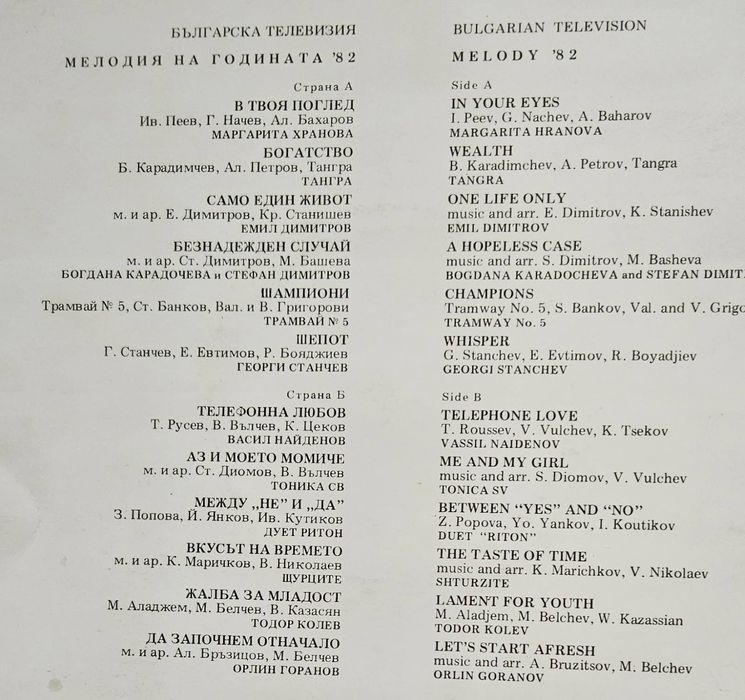 БЪЛГАРСКА ТЕЛЕВИЗИЯ
МЕЛОДИЯ НА ГОДИНАТА '82
Страна А
В ТВОЯ ПОГЛЕД
Ив. Пеев, Г. Начев, Ал. Бахаров
МАРГАРИТА ХРАНОВА
БОГАТСТВО
Б. Карадимчев, Ал. Петров, Тангра
ТАНГРА
САМО ЕДИН ЖИВОТ
м. и ар. Е. Димитров, Кр. Станишев
ЕМИЛ ДИМИТРОВ
БЕЗНАДЕЖДЕН СЛУЧАЙ
м. и ар. Ст. Димитров, М. Башева
БОГДАНА КАРАДОЧЕВА и СТЕФАН ДИМИТРОВ
ШАМПИОНИ
Трамвай № 5, Ст. Банков, Вал. и В. Григорови
ТРАМВАЙ № 5
ШЕПОТ
Г. Станчев, Е. Евтимов, Р. Бояджиев
ГЕОРГИ СТАНЧЕВ
Страна Б
ТЕЛЕФОННА ЛЮБОВ
Т. Русев, В. Вълчев, К. Цеков
ВАСИЛ НАЙДЕНОВ
АЗ И МОЕТО МОМИЧЕ
м. и ар. Ст. Диомов, В. Вълчев
ТОНИКА СВ
МЕЖДУ „НЕ" И „ДА"
З. Попова, Й. Янков, Ив. Кутиков
ДУЕТ РИТОН
ВКУСЪТ НА ВРЕМЕТО
м. и ар. К. Маричков, В. Николаев
ЩУРЦИТЕ
ЖАЛБА ЗА МЛАДОСТ
М. Аладжем, М. Белчев, В. Казасян
ТОДОР КОЛЕВ
ДА ЗАПОЧНЕМ ОТНАЧАЛО
м. и ар. Ал. Бръзицов, М. Белчев
ОРЛИН ГОРАНОВ
BULGARIAN TELEVISION
MELODY '82
Side A
IN YOUR EYES
I. Peev, G. Nachev, A. Baharov
MARGARITA HRANOVA
WEALTH
B. Karadimchev, A. Petrov, Tangra
TANGRA
ONE LIFE ONLY
music and arr. E. Dimitrov, K. Stanishev
EMIL DIMITROV
A HOPELESS CASE
music and arr. S. Dimitrov, M. Basheva
BOGDANA KARADOCHEVA and STEFAN DIMIT
CHAMPIONS
Tramway No. 5, S. Bankov, Val. and V. Grigo
TRAMWAY No. 5
WHISPER
G. Stanchev, E. Evtimov, R. Boyadjiev
GEORGI STANCHEV
Side B
TELEPHONE LOVE
T. Roussev, V. Vulchev, K. Tsekov
VASSIL NAIDENOV
ME AND MY GIRL
music and arr. S. Diomov, V. Vulchev
TONICA SV
BETWEEN "YES" AND "NO"
Z. Popova, Yo. Yankov, I. Koutikov
DUET "RITON"
THE TASTE OF TIME
music and arr. K. Marichkov, V. Nikolaev
SHTURZITE
LAMENT FOR YOUTH
M. Aladjem, M. Belchev, W. Kazassian
TODOR KOLEV
LET'S START AFRESH
music and arr. A. Bruzitsov, M. Belchev
ORLIN GORANOV